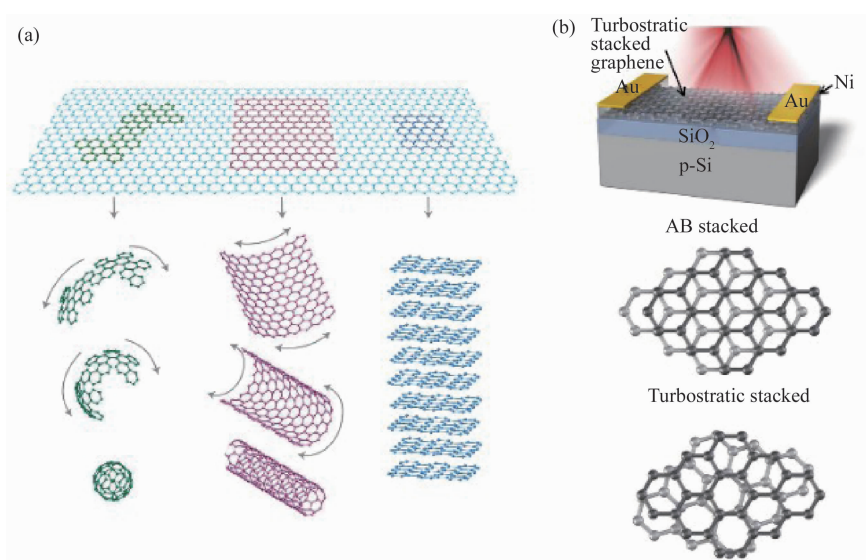 (a)
(b)
Turbostratic
stacked
graphene
Ni
Au
Au
SiO₂
p-Si
AB stacked
Turbostratic stacked